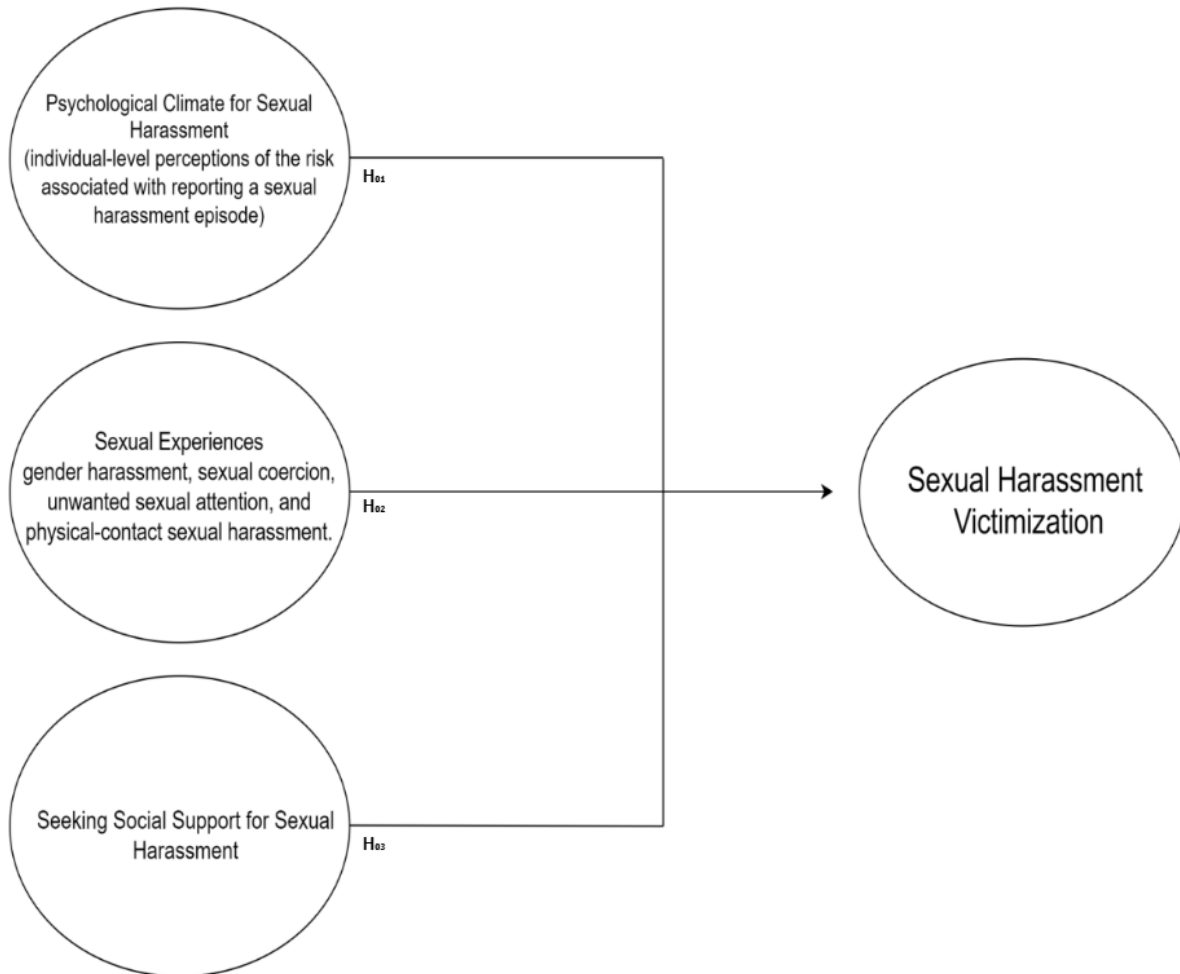 Psychological Climate for Sexual
Harassment
(individual-level perceptions of the risk
associated with reporting a sexual
harassment episode)
H₀₁
Sexual Experiences
gender harassment, sexual coercion,
unwanted sexual attention, and
physical-contact sexual harassment.
H₀₂
Seeking Social Support for Sexual
Harassment
H₀₃
Sexual Harassment
Victimization